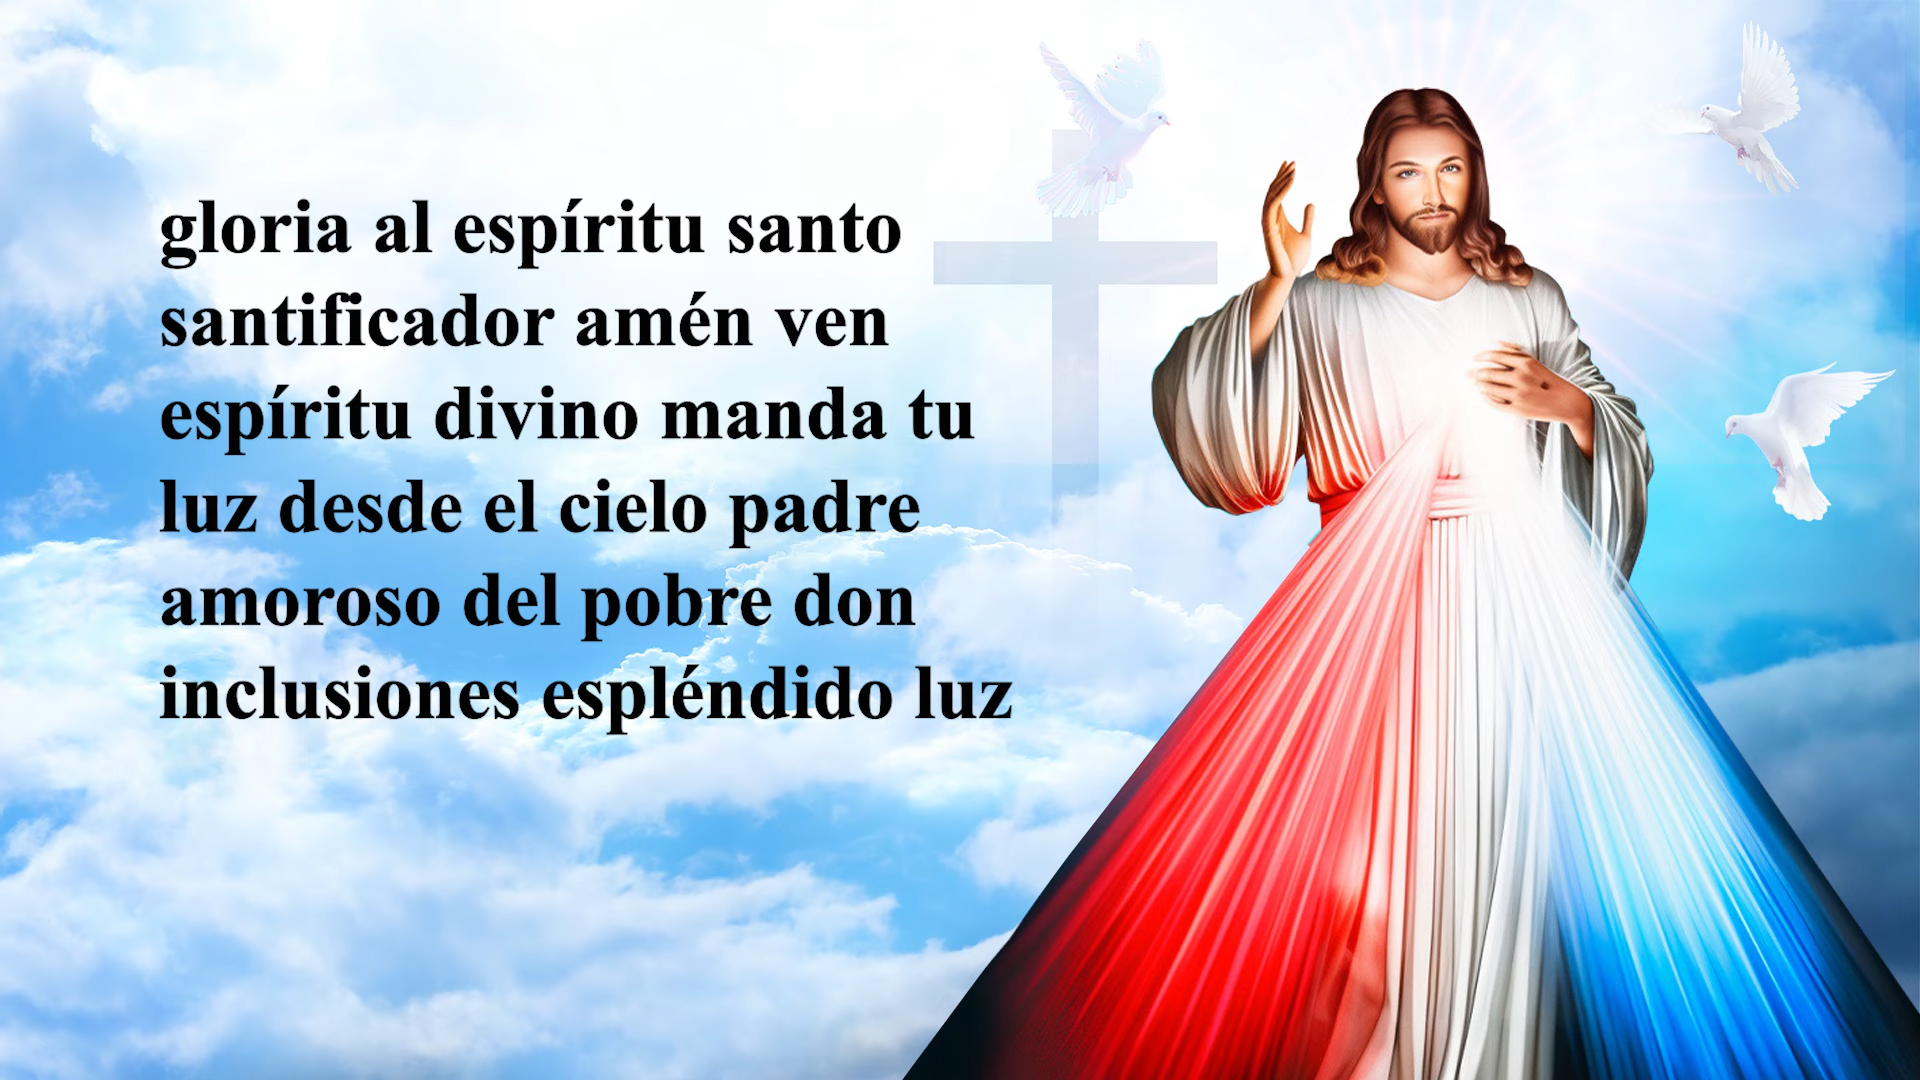 gloria al espíritu santo
santificador amén ven
espíritu divino manda tu
luz desde el cielo padre
amoroso del pobre don
inclusiones espléndido luz